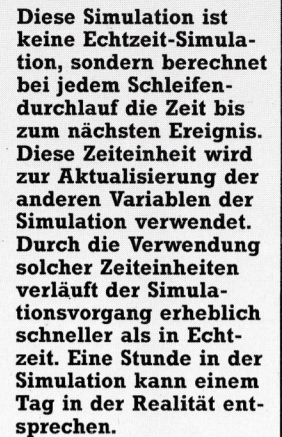 Diese Simulation ist
keine Echtzeit-Simula-
tion, sondern berechnet
bei jedem Schleifen-
durchlauf die Zeit bis
zum nächsten Ereignis.
Diese Zeiteinheit wird
zur Aktualisierung der
anderen Variablen der
Simulation verwendet.
Durch die Verwendung
solcher Zeiteinheiten
verläuft der Simula-
tionsvorgang erheblich
schneller als in Echt-
zeit. Eine Stunde in der
Simulation kann einem
Tag in der Realität ent-
sprechen.